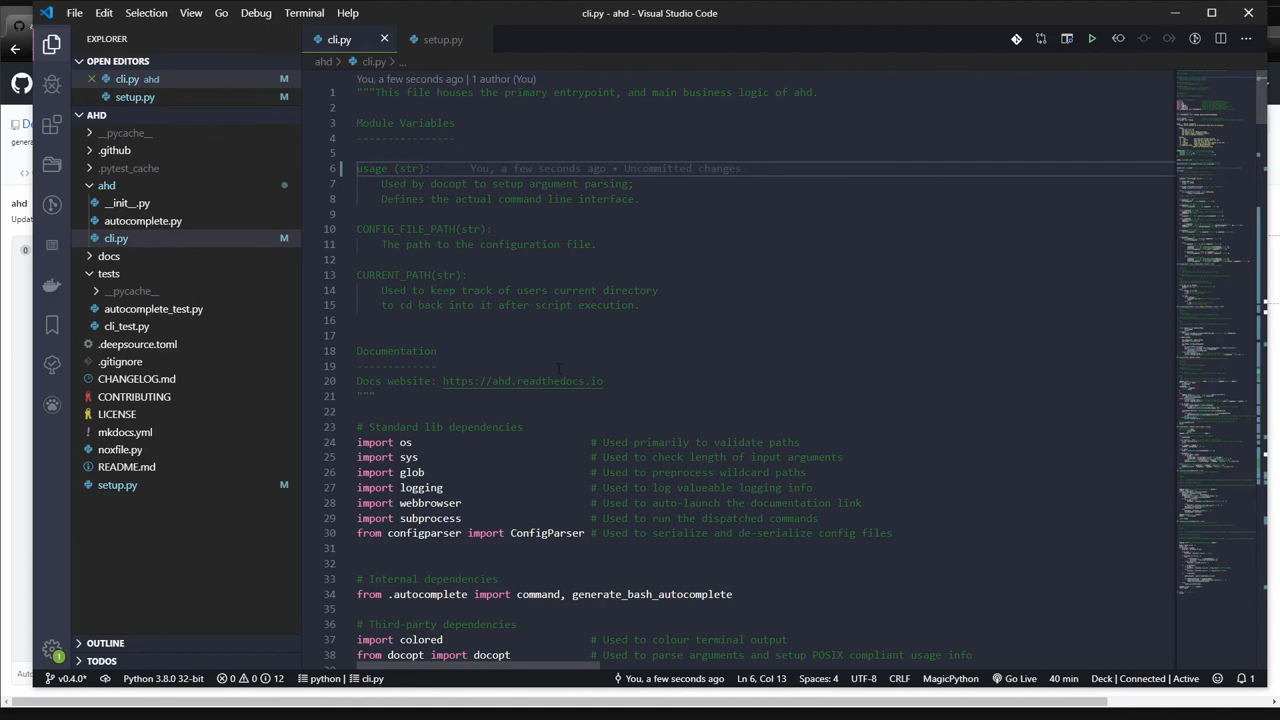 File Edit Selection View Go Debug Terminal Help
cli.py - ahd - Visual Studio Code
EXPLORER
OPEN EDITORS
cli.py ahd M
setup.py M
AHD
__pycache__
.github
.pytest_cache
ahd
__init__.py
autocomplete.py
cli.py M
docs
tests
__pycache__
autocomplete_test.py
cli_test.py
.deepsource.toml
.gitignore
CHANGELOG.md
CONTRIBUTING
LICENSE
mkdocs.yml
noxfile.py
README.md
setup.py M
OUTLINE
TODOS
cli.py
setup.py
ahd > cli.py > ...
You, a few seconds ago | 1 author (You)
1 """This file houses the primary entrypoint, and main business logic of ahd.
2
3 Module Variables
4 ----------------
5
6 usage (str): few seconds ago • Uncommitted changes
7 Used by docopt to setup argument parsing;
8 Defines the actual command line interface.
9
10 CONFIG_FILE_PATH(str):
11 The path to the configuration file.
12
13 CURRENT_PATH(str):
14 Used to keep track of users current directory
15 to cd back into it after script execution.
16
17
18 Documentation
19 -------------
20 Docs website: https://ahd.readthedocs.io
21 """
22
23 # Standard lib dependencies
24 import os # Used primarily to validate paths
25 import sys # Used to check length of input arguments
26 import glob # Used to preprocess wildcard paths
27 import logging # Used to log valueable logging info
28 import webbrowser # Used to auto-launch the documentation link
29 import subprocess # Used to run the dispatched commands
30 from configparser import ConfigParser # Used to serialize and de-serialize config files
31
32
33 # Internal dependencies
34 from .autocomplete import command, generate_bash_autocomplete
35
36 # Third-party dependencies
37 import colored # Used to colour terminal output
38 from docopt import docopt # Used to parse arguments and setup POSIX compliant usage info
v0.4.0* Python 3.8.0 32-bit 0 0 12 python | cli.py You, a few seconds ago Ln 6, Col 13 Spaces: 4 UTF-8 CRLF MagicPython Go Live 40 min Deck | Connected | Active 1
ahd